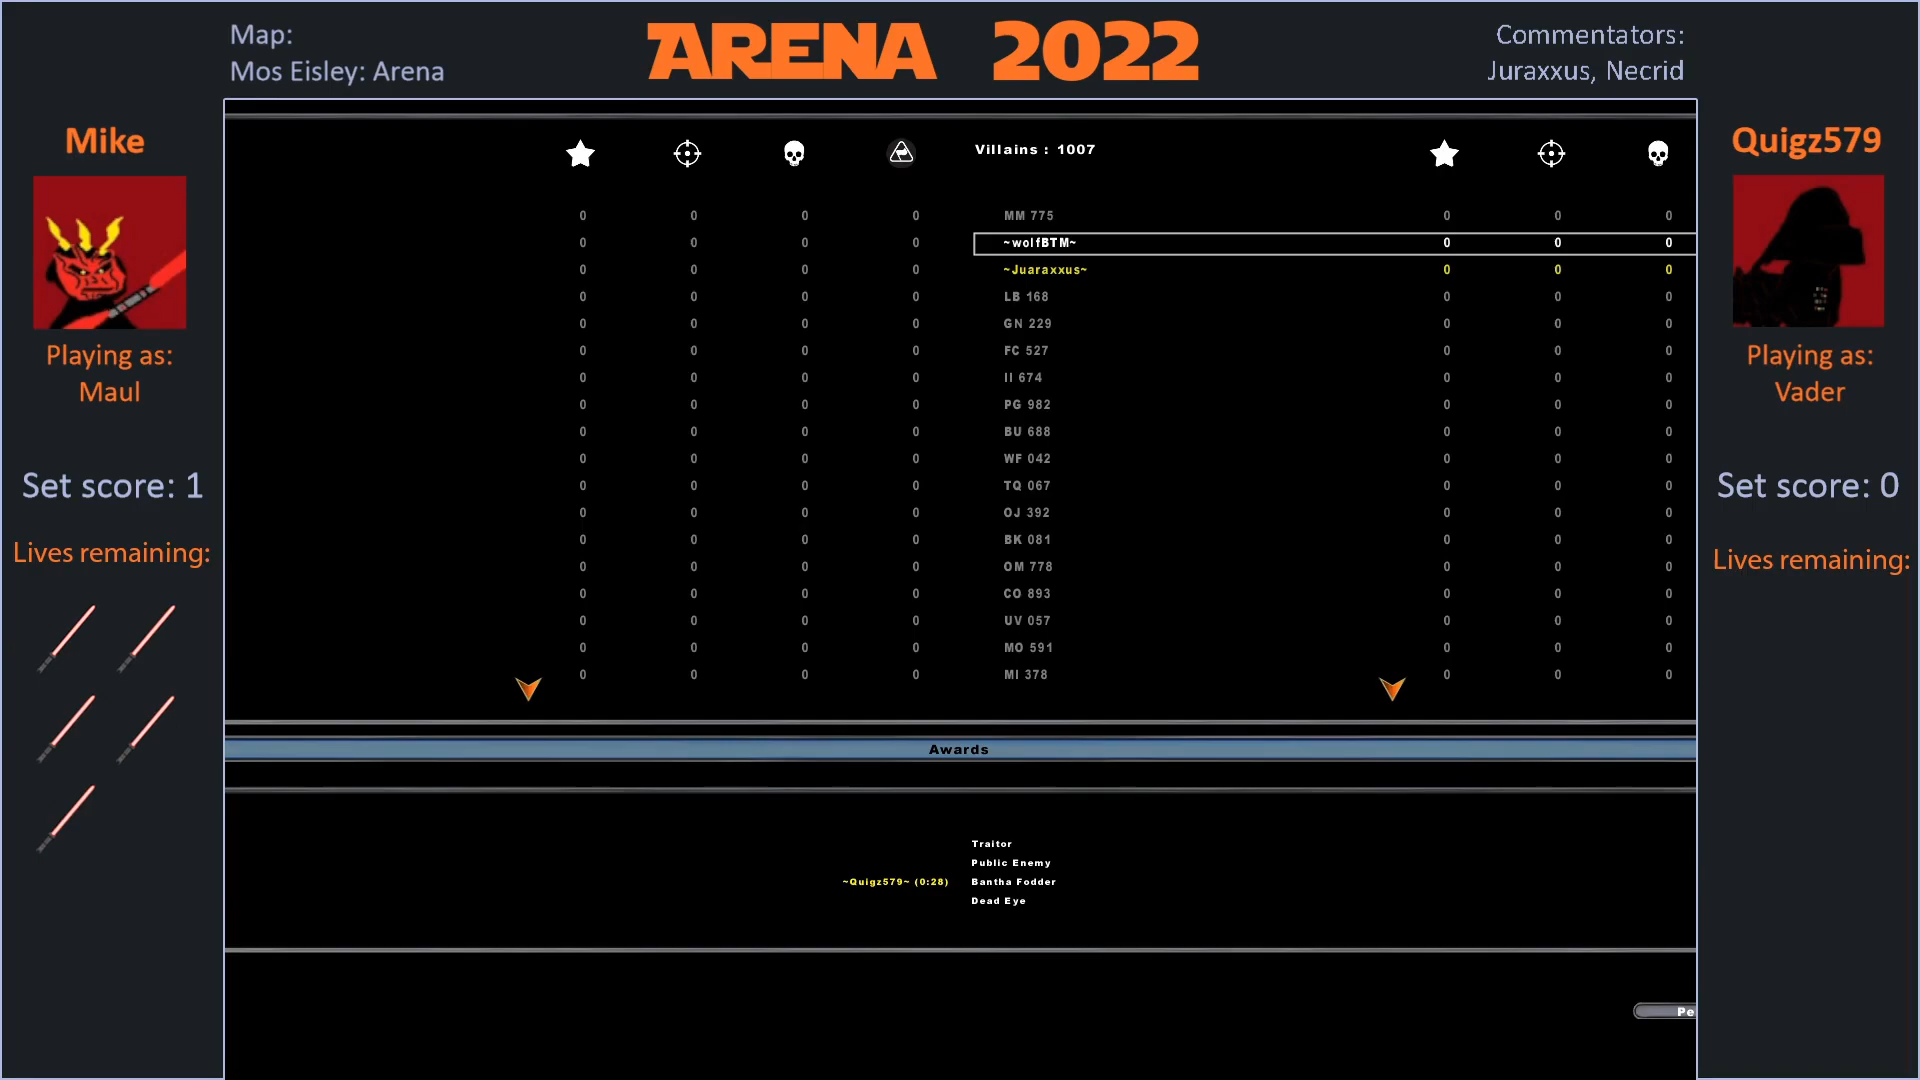 Map:
Mos Eisley: Arena
ARENA 2022
Commentators:
Juraxxus, Necrid
Mike
Playing as:
Maul
Set score: 1
Lives remaining:
Quigz579
Playing as:
Vader
Set score: 0
Lives remaining:
Villains : 1007
0 0 0 0 MM 775 0 0 0
0 0 0 0 ~wolfBTM~ 0 0 0
0 0 0 0 ~Juaraxxus~ 0 0 0
0 0 0 0 LB 168 0 0 0
0 0 0 0 GN 229 0 0 0
0 0 0 0 FC 527 0 0 0
0 0 0 0 II 674 0 0 0
0 0 0 0 PG 982 0 0 0
0 0 0 0 BU 688 0 0 0
0 0 0 0 WF 042 0 0 0
0 0 0 0 TQ 067 0 0 0
0 0 0 0 OJ 392 0 0 0
0 0 0 0 BK 081 0 0 0
0 0 0 0 OM 778 0 0 0
0 0 0 0 CO 893 0 0 0
0 0 0 0 UV 057 0 0 0
0 0 0 0 MO 591 0 0 0
0 0 0 0 MI 378 0 0 0
Awards
Traitor
Public Enemy
~Quigz579~ (0:28) Bantha Fodder
Dead Eye
Pe